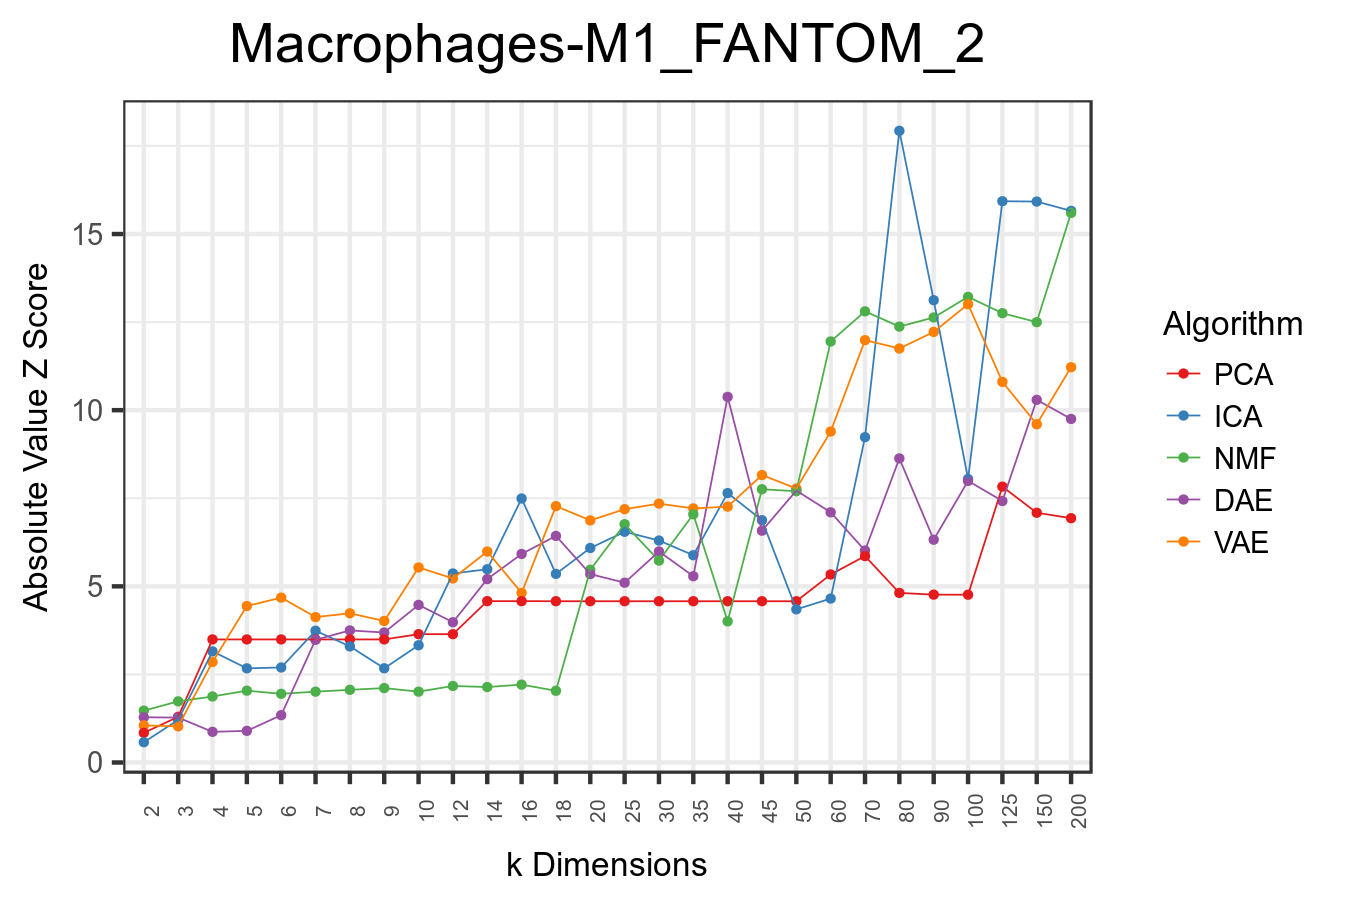 Macrophages-M1_FANTOM_2
Absolute Value Z Score
15
10
5
0
2 3 4 5 6 7 8 9 10 12 14 16 18 20 25 30 35 40 45 50 60 70 80 90 100 125 150 200
k Dimensions
Algorithm
PCA
ICA
NMF
DAE
VAE